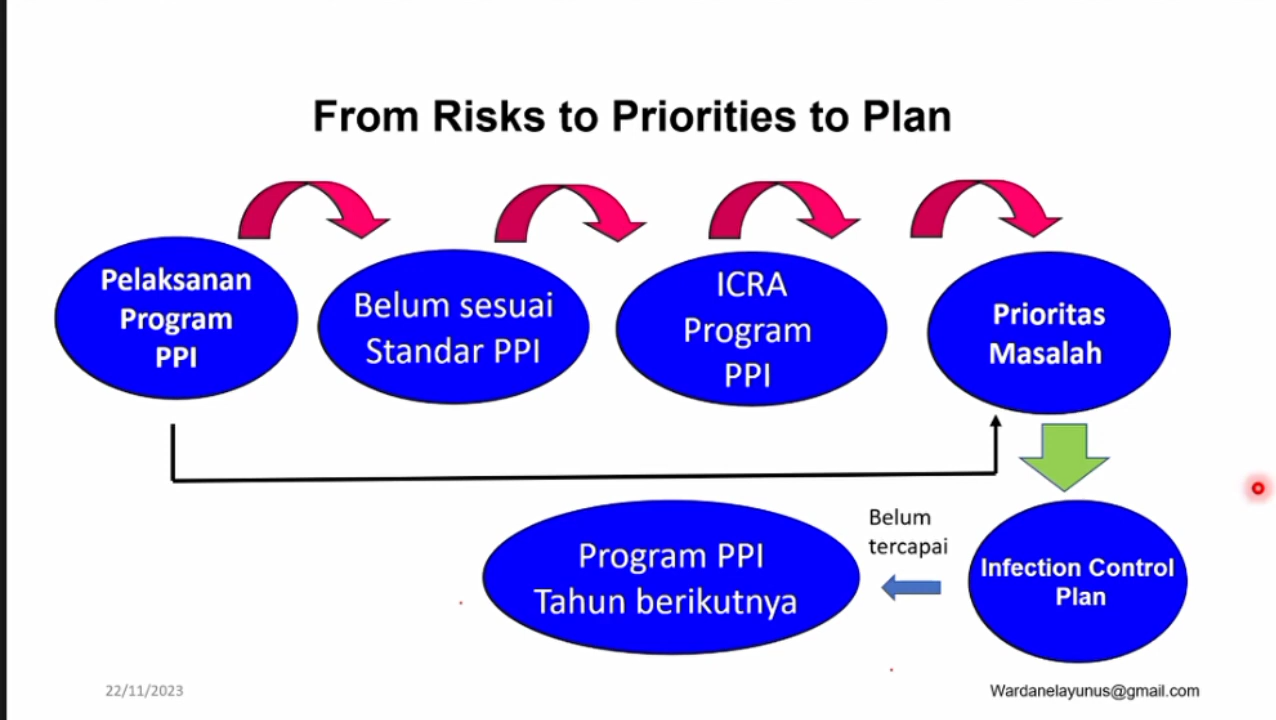 From Risks to Priorities to Plan
Pelaksanan
Program
PPI
Belum sesuai
Standar PPI
ICRA
Program
PPI
Prioritas
Masalah
Infection Control
Plan
Belum
tercapai
Program PPI
Tahun berikutnya
22/11/2023
Wardanelayunus@gmail.com